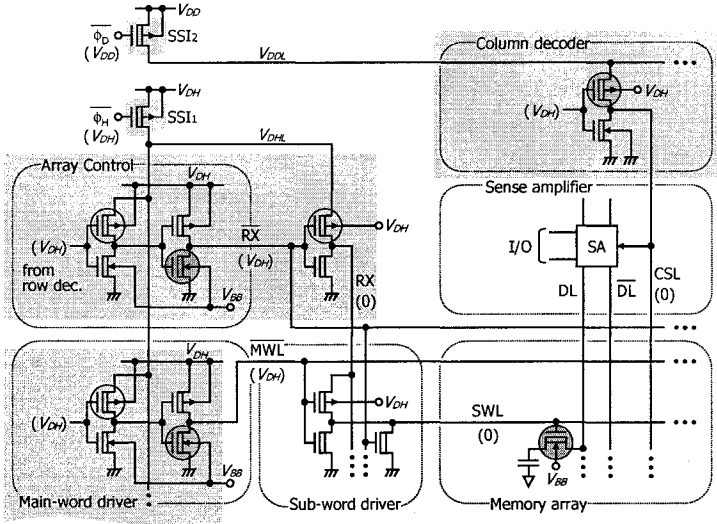 VDD
φD
(VDD)
SSI2
VDDL
Column decoder
VDH
φH
(VDH)
SSI1
VDHL
VDH
(VDH)
Array Control
VDH
Sense amplifier
(VDH)
from
row dec.
RX
(VDH)
VDH
RX
(0)
I/O
SA
DL
DL
CSL
(0)
VBB
VDH
MWL
(VDH)
(VDH)
VDH
SWL
(0)
VBB
VBB
Main-word driver
Sub-word driver
Memory array